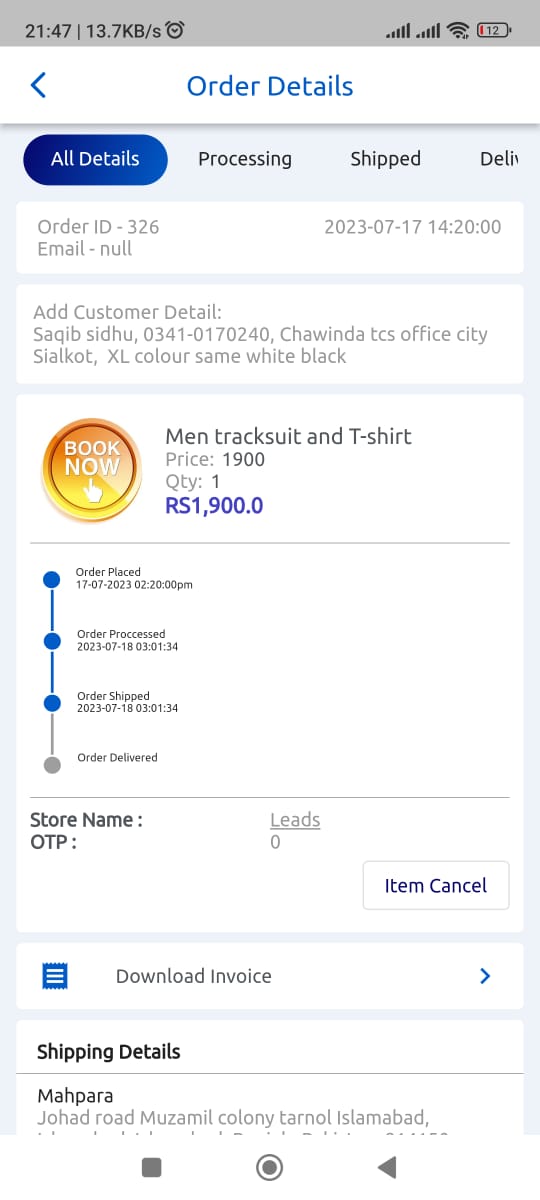 21:47 | 13.7KB/s
12
Order Details
All Details Processing Shipped
Order ID - 326 2023-07-17 14:20:00
Email - null
Add Customer Detail:
Saqib sidhu, 0341-0170240, Chawinda tcs office city
Sialkot, XL colour same white black
BOOK
NOW
Men tracksuit and T-shirt
Price: 1900
Qty: 1
RS1,900.0
Order Placed
17-07-2023 02:20:00pm
Order Proccessed
2023-07-18 03:01:34
Order Shipped
2023-07-18 03:01:34
Order Delivered
Store Name : Leads
OTP : 0
Item Cancel
Download Invoice
Shipping Details
Mahpara
Johad road Muzamil colony tarnol Islamabad,